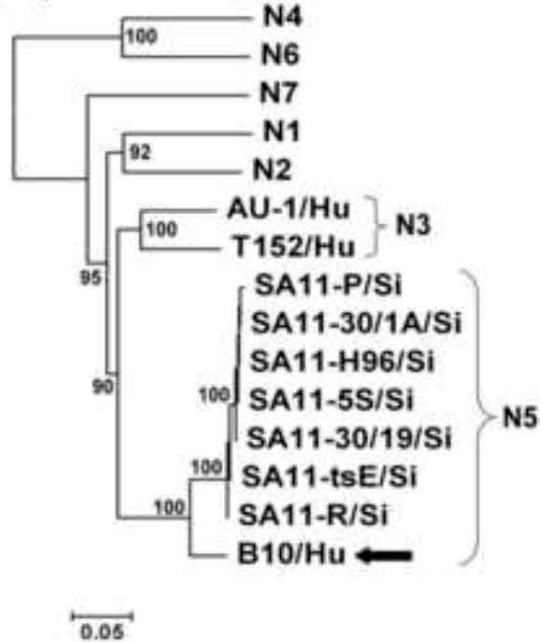 N4
100
N6
N7
N1
92
N2
AU-1/Hu
100
N3
T152/Hu
95
SA11-P/Si
SA11-30/1A/Si
SA11-H96/Si
90
100
SA11-5S/Si
N5
SA11-30/19/Si
100
SA11-tsE/Si
100
SA11-R/Si
B10/Hu
0.05